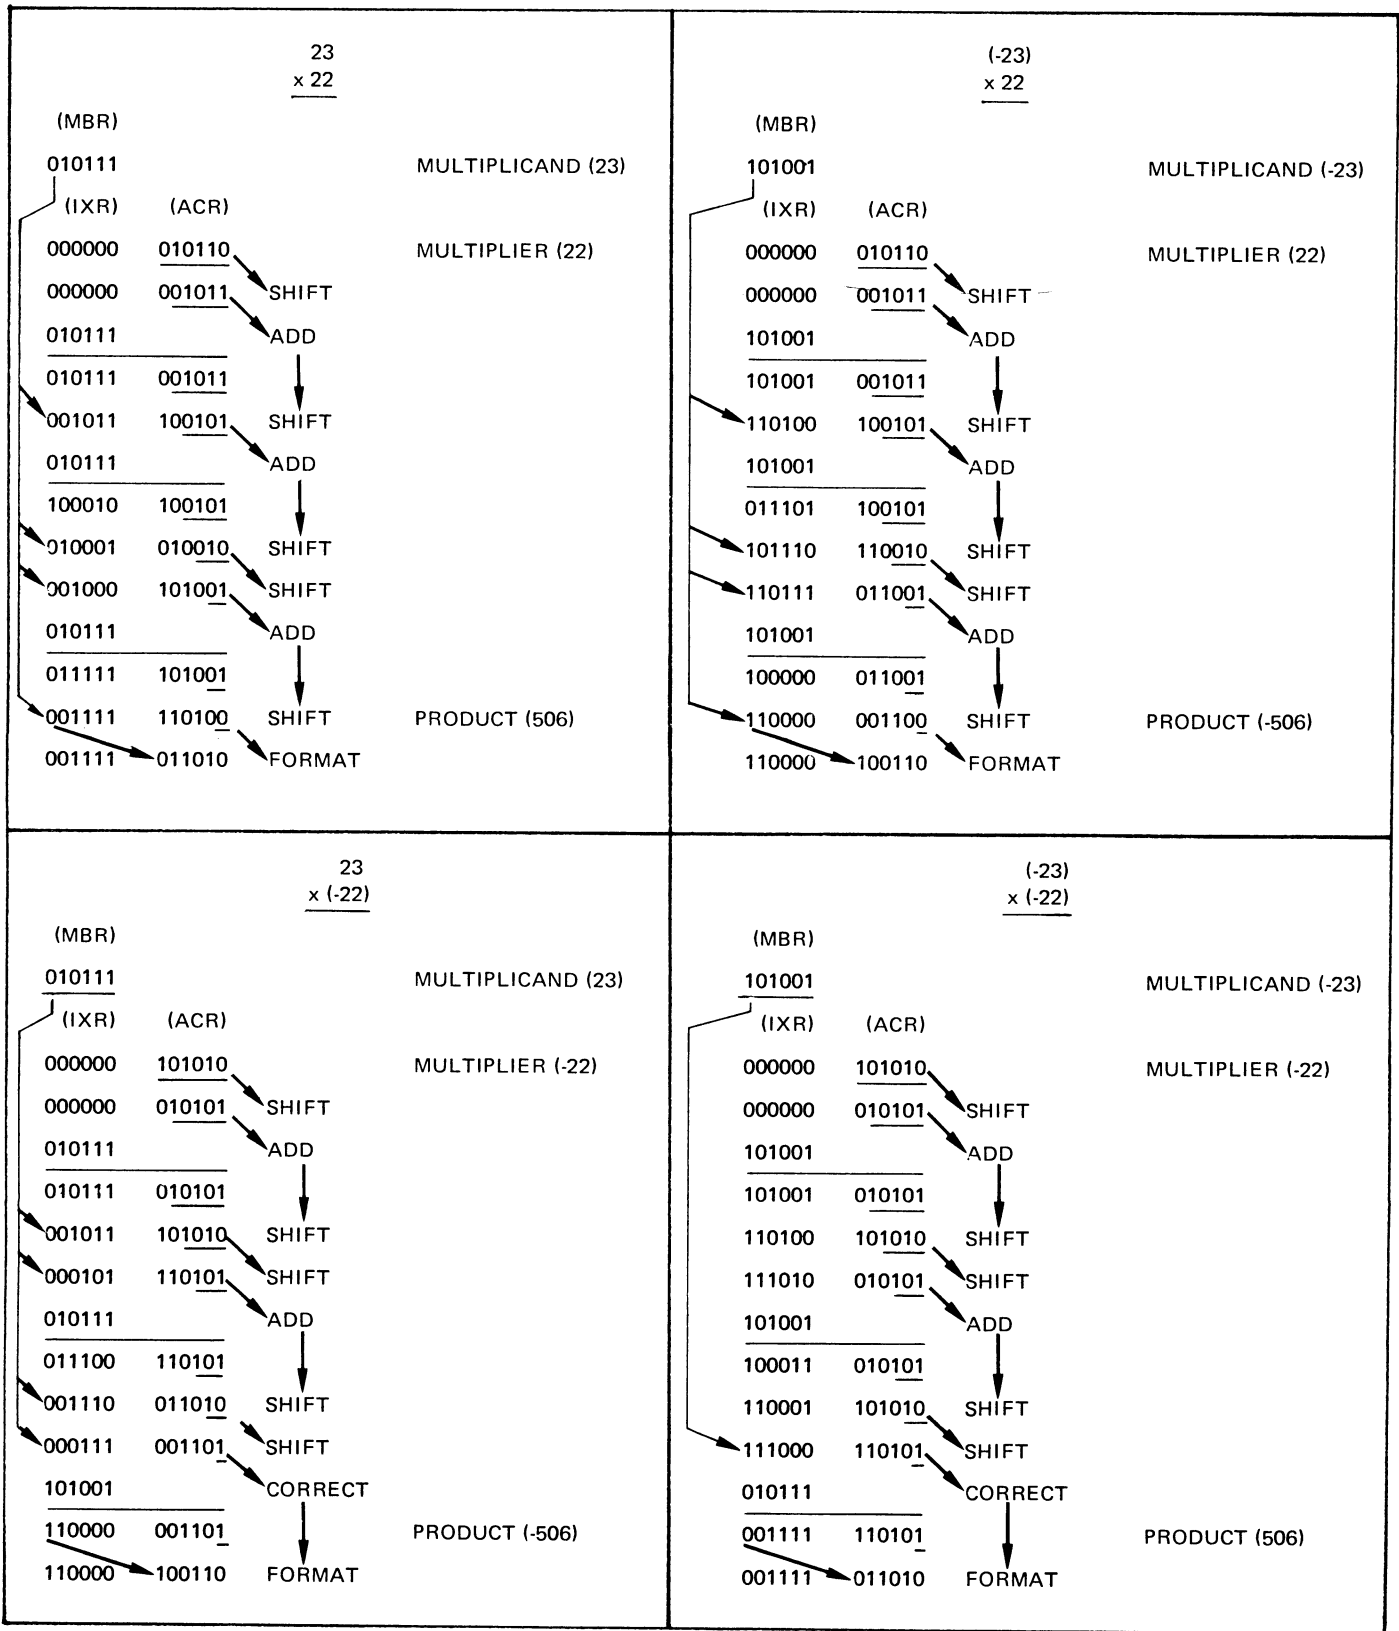 23
x 22
(MBR)
010111 MULTIPLICAND (23)
(IXR) (ACR)
000000 010110 MULTIPLIER (22)
000000 001011 SHIFT
010111 ADD
010111 001011
001011 100101 SHIFT
010111 ADD
100010 100101
010001 010010 SHIFT
001000 101001 SHIFT
010111 ADD
011111 101001
001111 110100 SHIFT PRODUCT (506)
001111 011010 FORMAT
(-23)
x 22
(MBR)
101001 MULTIPLICAND (-23)
(IXR) (ACR)
000000 010110 MULTIPLIER (22)
000000 001011 SHIFT
101001 ADD
101001 001011
110100 100101 SHIFT
101001 ADD
011101 100101
101110 110010 SHIFT
110111 011001 SHIFT
101001 ADD
100000 011001
110000 001100 SHIFT PRODUCT (-506)
110000 100110 FORMAT
23
x (-22)
(MBR)
010111 MULTIPLICAND (23)
(IXR) (ACR)
000000 101010 MULTIPLIER (-22)
000000 010101 SHIFT
010111 ADD
010111 010101
001011 101010 SHIFT
000101 110101 SHIFT
010111 ADD
011100 110101
001110 011010 SHIFT
000111 001101 SHIFT
101001 CORRECT
110000 001101 PRODUCT (-506)
110000 100110 FORMAT
(-23)
x (-22)
(MBR)
101001 MULTIPLICAND (-23)
(IXR) (ACR)
000000 101010 MULTIPLIER (-22)
000000 010101 SHIFT
101001 ADD
101001 010101
110100 101010 SHIFT
111010 010101 SHIFT
101001 ADD
100011 010101
110001 101010 SHIFT
111000 110101 SHIFT
010111 CORRECT
001111 110101 PRODUCT (506)
001111 011010 FORMAT